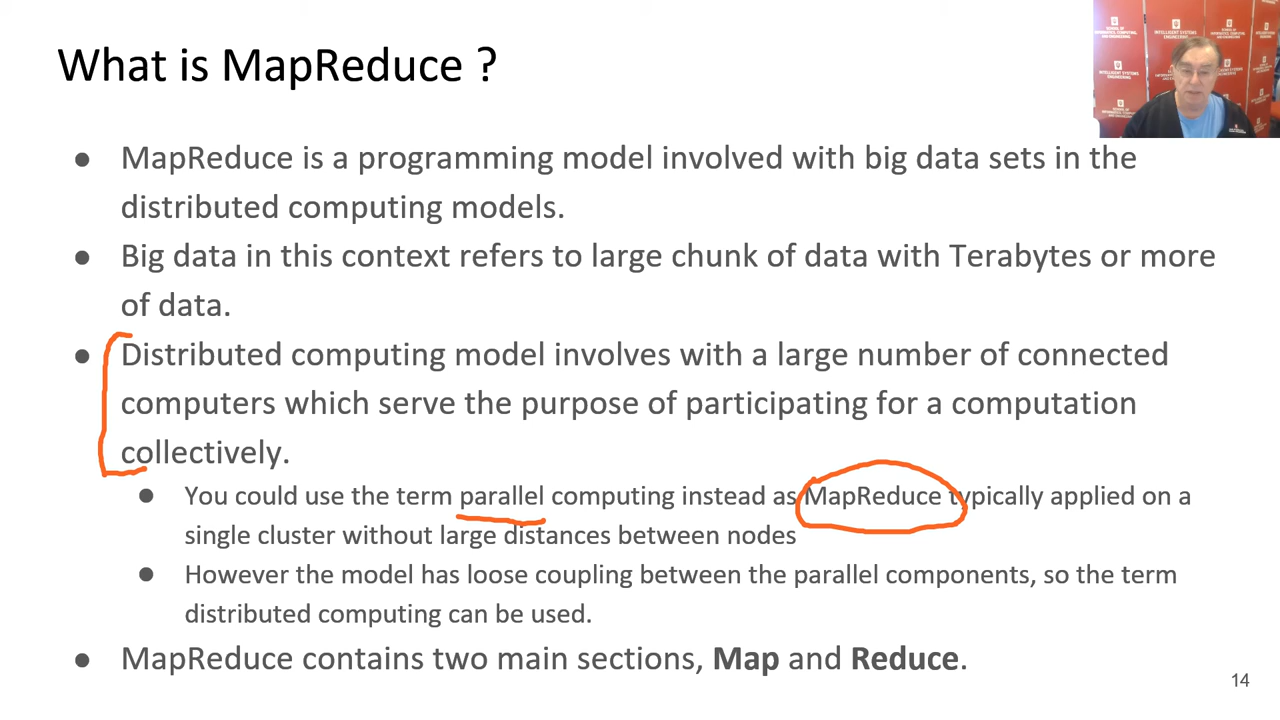 What is MapReduce ?
● MapReduce is a programming model involved with big data sets in the
distributed computing models.
● Big data in this context refers to large chunk of data with Terabytes or more
of data.
● Distributed computing model involves with a large number of connected
computers which serve the purpose of participating for a computation
collectively.
● You could use the term parallel computing instead as MapReduce typically applied on a
single cluster without large distances between nodes
● However the model has loose coupling between the parallel components, so the term
distributed computing can be used.
● MapReduce contains two main sections, Map and Reduce.
14
INTELLIGENT SYSTEMS
ENGINEERING